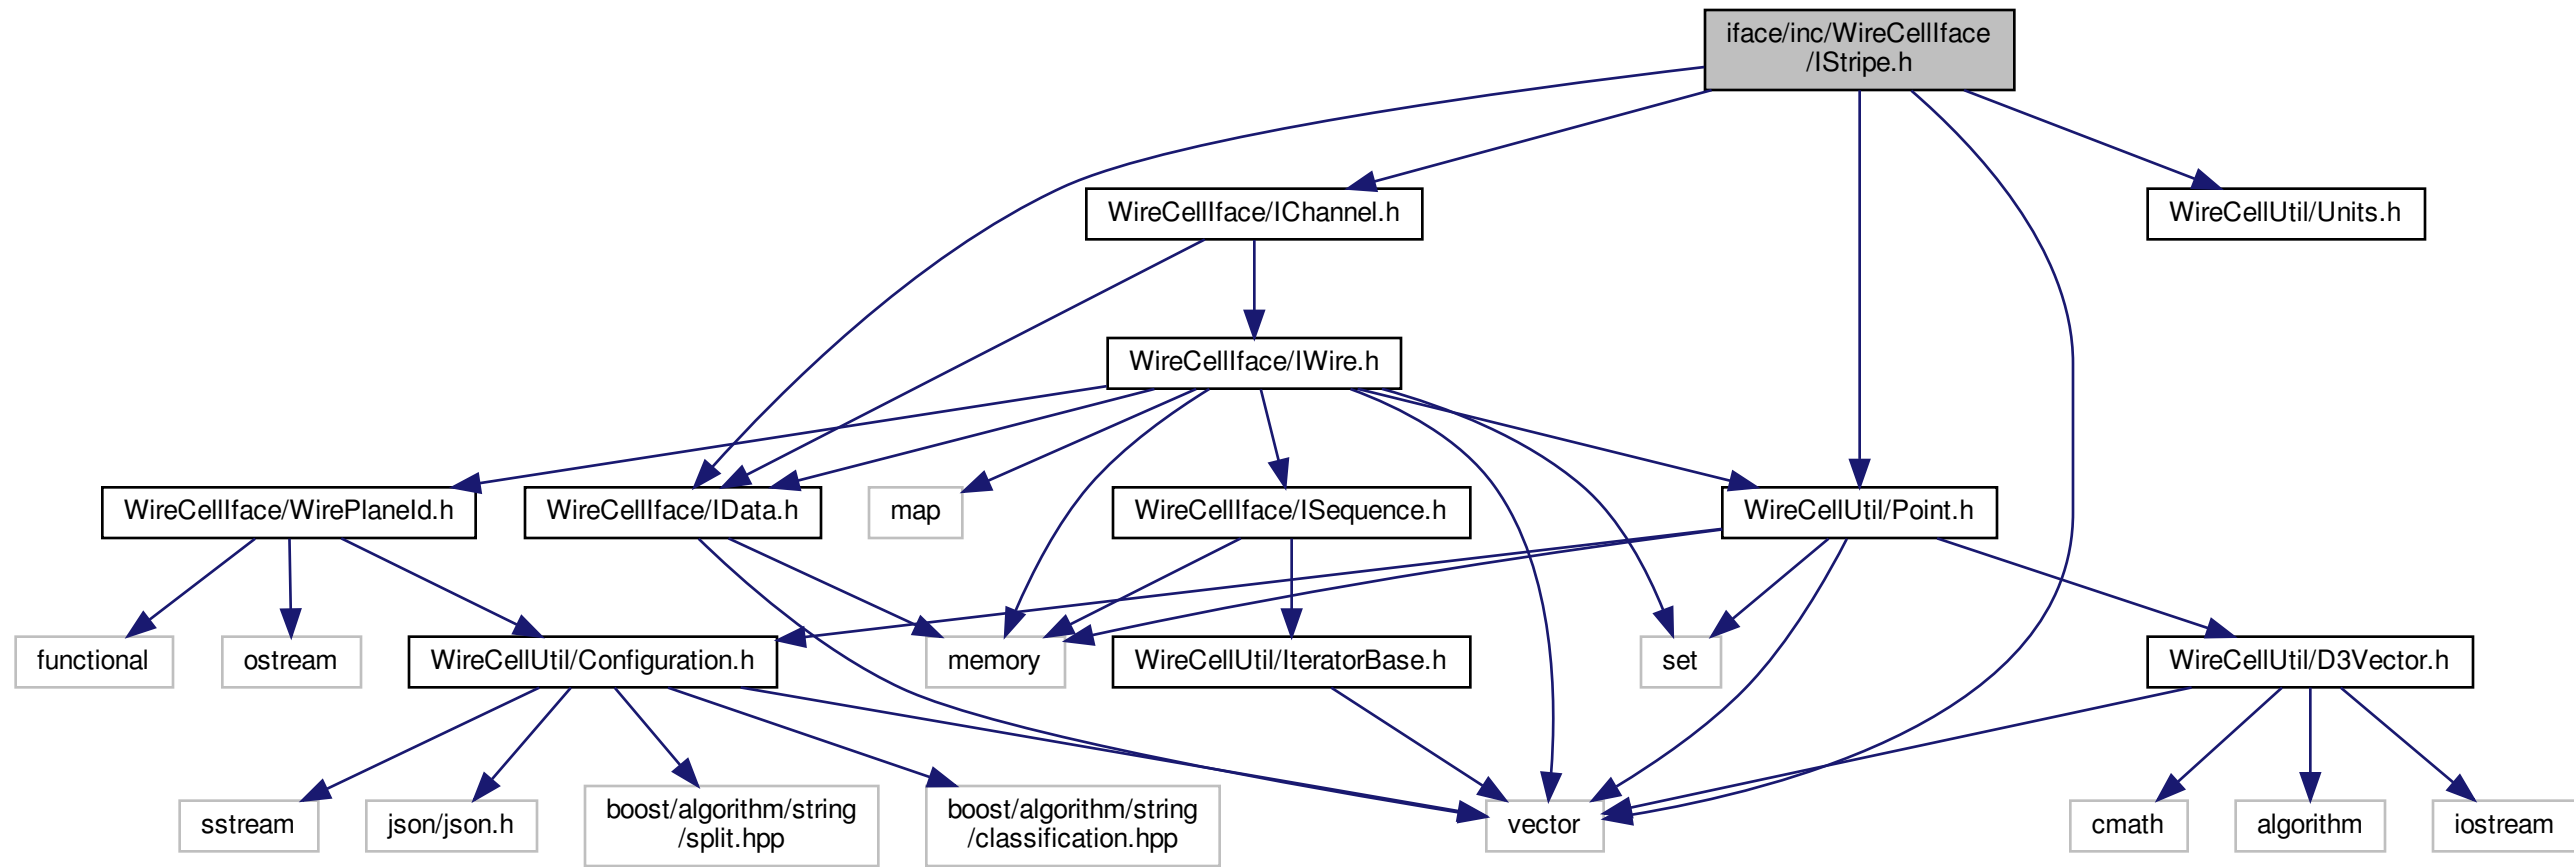 iface/inc/WireCellIface
/IStripe.h
WireCellIface/IChannel.h
WireCellUtil/Units.h
WireCellIface/IWire.h
WireCellIface/WirePlaneId.h
WireCellIface/IData.h
map
WireCellIface/ISequence.h
WireCellUtil/Point.h
functional
ostream
WireCellUtil/Configuration.h
memory
WireCellUtil/IteratorBase.h
set
WireCellUtil/D3Vector.h
sstream
json/json.h
boost/algorithm/string
/split.hpp
boost/algorithm/string
/classification.hpp
vector
cmath
algorithm
iostream